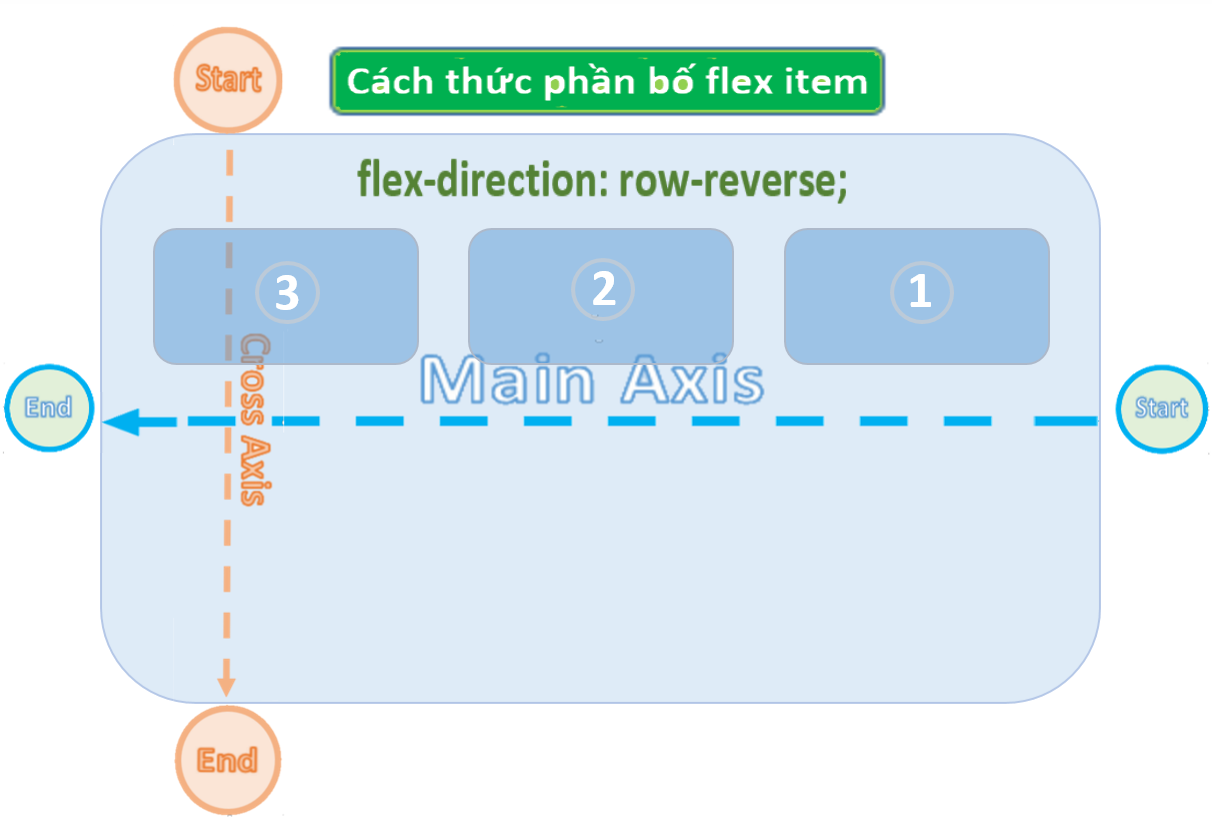 Start
Cách thức phần bố flex item
flex-direction: row-reverse;
3
2
1
Main Axis
Cross Axis
End
Start
End